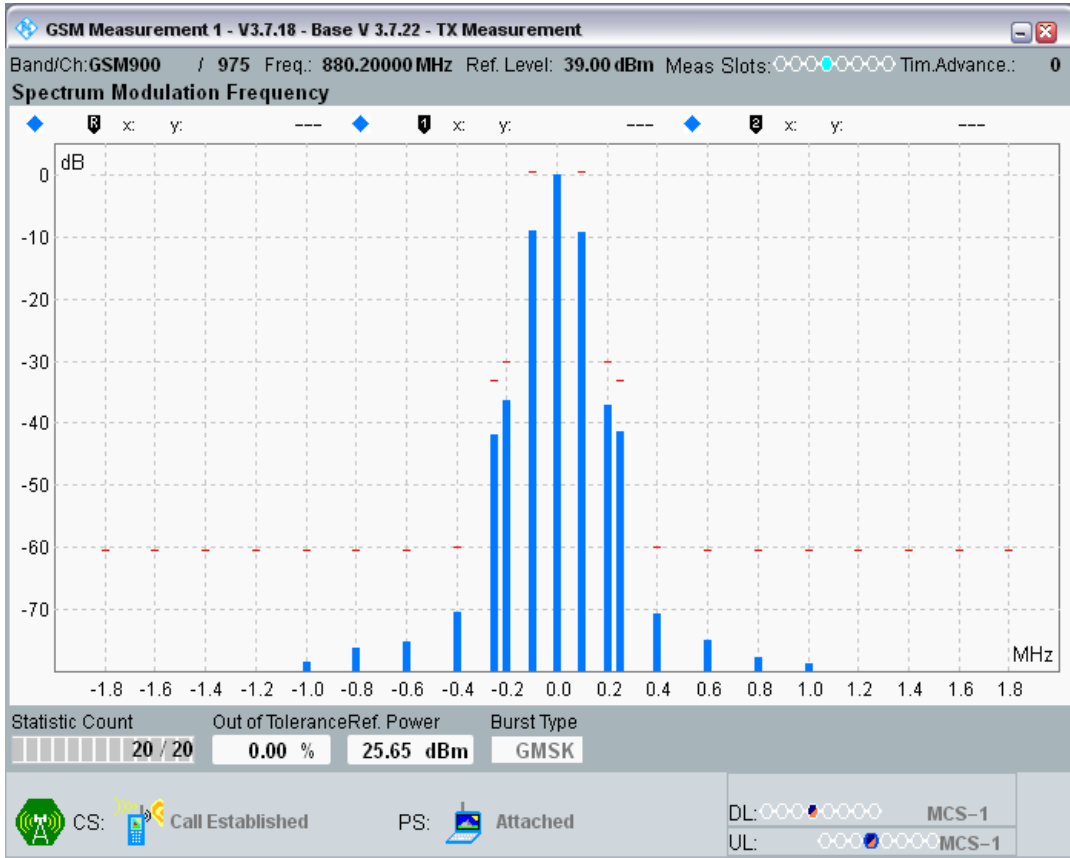 GSM Measurement 1 - V3.7.18 - Base V 3.7.22 - TX Measurement
Band/Ch:GSM900 / 975 Freq.: 880.20000 MHz Ref. Level: 39.00 dBm Meas Slots: Tim.Advance.: 0
Spectrum Modulation Frequency
R x: y: --- 1 x: y: --- 2 x: y: ---
dB
0
-10
-20
-30
-40
-50
-60
-70
MHz
-1.8 -1.6 -1.4 -1.2 -1.0 -0.8 -0.6 -0.4 -0.2 0.0 0.2 0.4 0.6 0.8 1.0 1.2 1.4 1.6 1.8
Statistic Count Out of Tolerance Ref. Power Burst Type
20 / 20 0.00 % 25.65 dBm GMSK
CS: Call Established PS: Attached
DL: MCS-1
UL: MCS-1